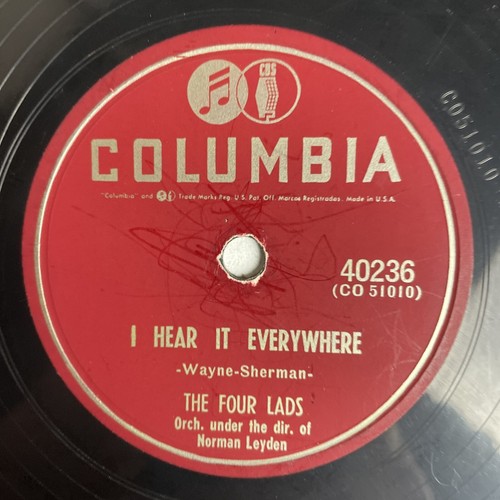 CBS
COLUMBIA
"Columbia" and Trade Marks Reg. U.S. Pat. Off. Marcas Registradas. Made in U.S.A.
40236
(CO 51010)
I HEAR IT EVERYWHERE
-Wayne-Sherman-
THE FOUR LADS
Orch. under the dir. of
Norman Leyden
CO51010